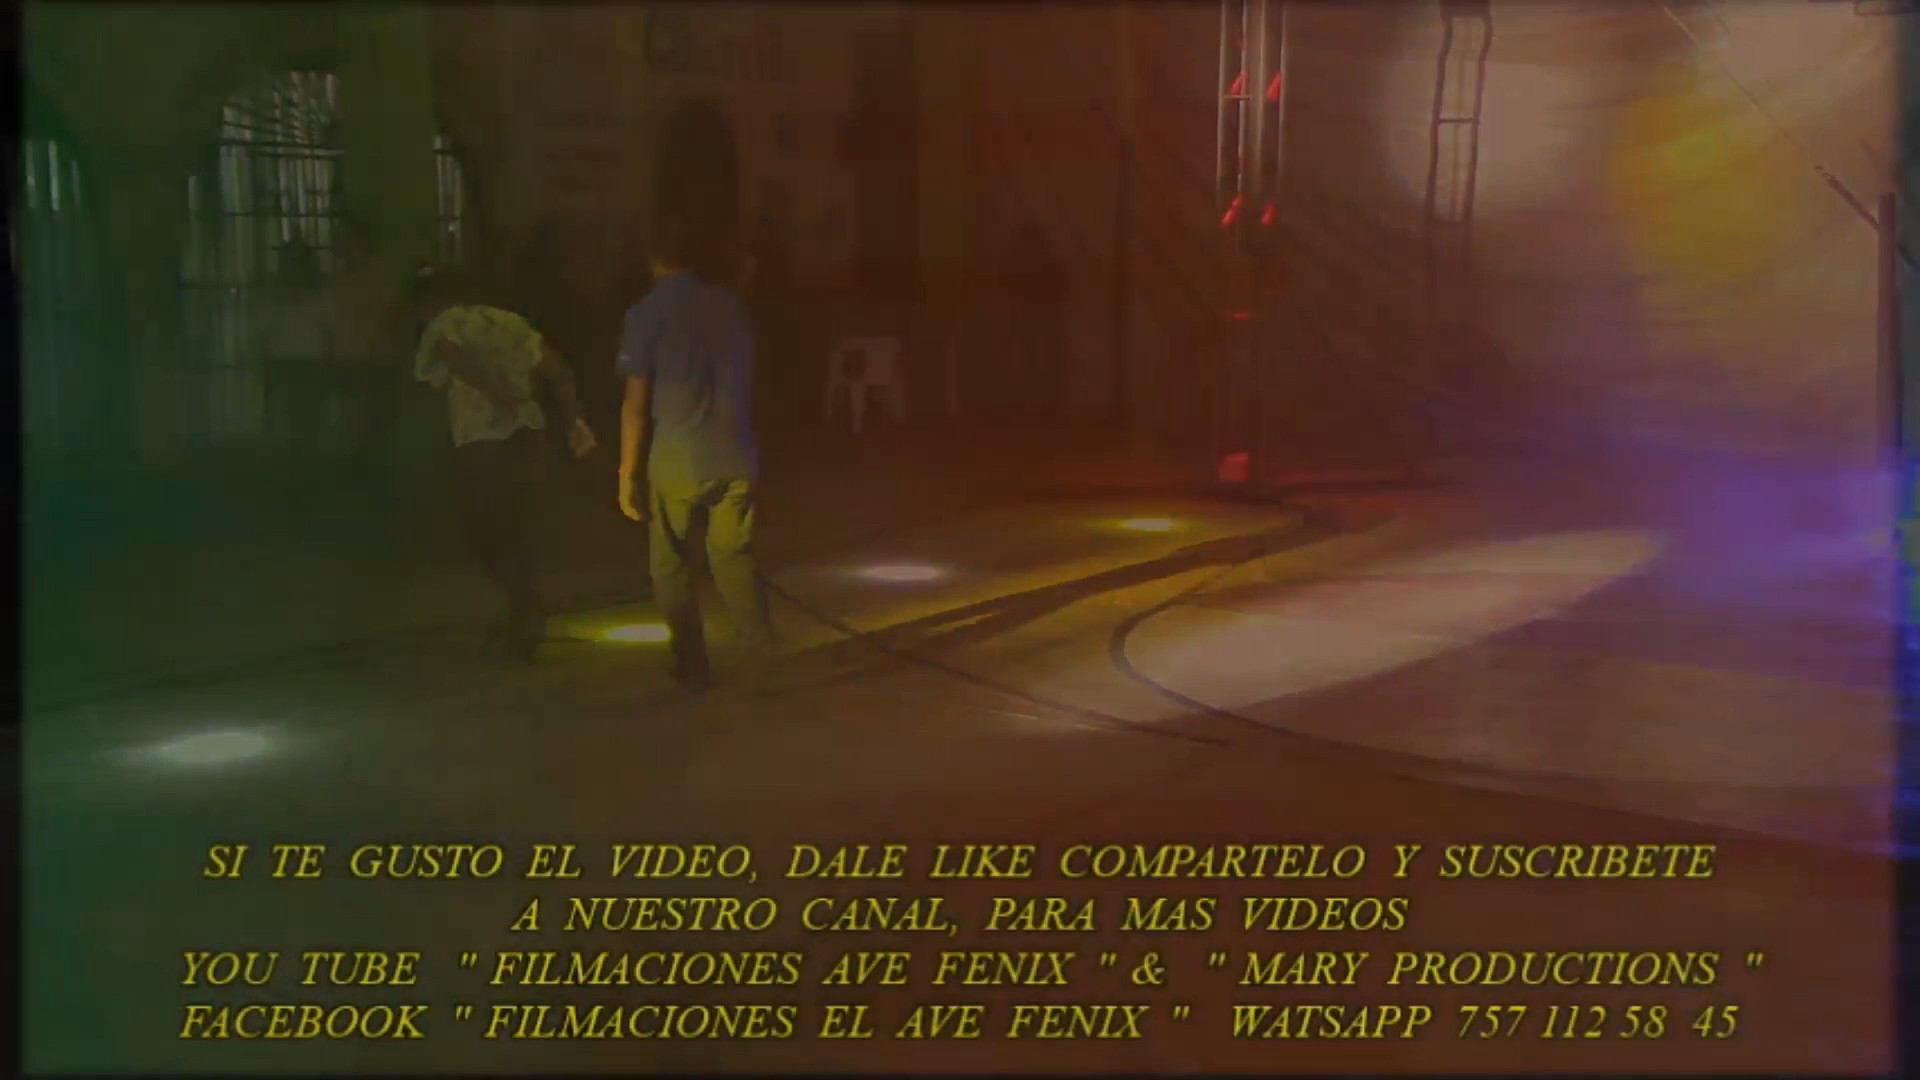 SI TE GUSTO EL VIDEO, DALE LIKE COMPARTELO Y SUSCRIBETE
A NUESTRO CANAL, PARA MAS VIDEOS
YOU TUBE " FILMACIONES AVE FENIX " & " MARY PRODUCTIONS "
FACEBOOK " FILMACIONES EL AVE FENIX " WATSAPP 757 112 58 45